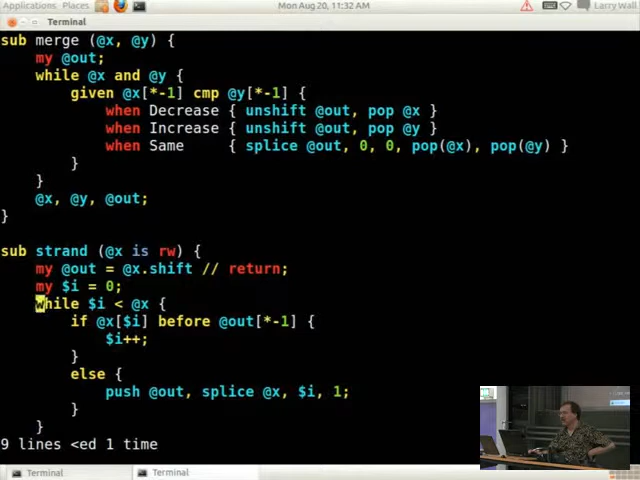 Applications Places Mon Aug 20, 11:32 AM Larry Wall
Terminal
sub merge (@x, @y) {
    my @out;
    while @x and @y {
        given @x[*-1] cmp @y[*-1] {
            when Decrease { unshift @out, pop @x }
            when Increase { unshift @out, pop @y }
            when Same     { splice @out, 0, 0, pop(@x), pop(@y) }
        }
    }
    @x, @y, @out;
}
sub strand (@x is rw) {
    my @out = @x.shift // return;
    my $i = 0;
    while $i < @x {
        if @x[$i] before @out[*-1] {
            $i++;
        }
        else {
            push @out, splice @x, $i, 1;
        }
    }
9 lines <ed 1 time
Terminal Terminal